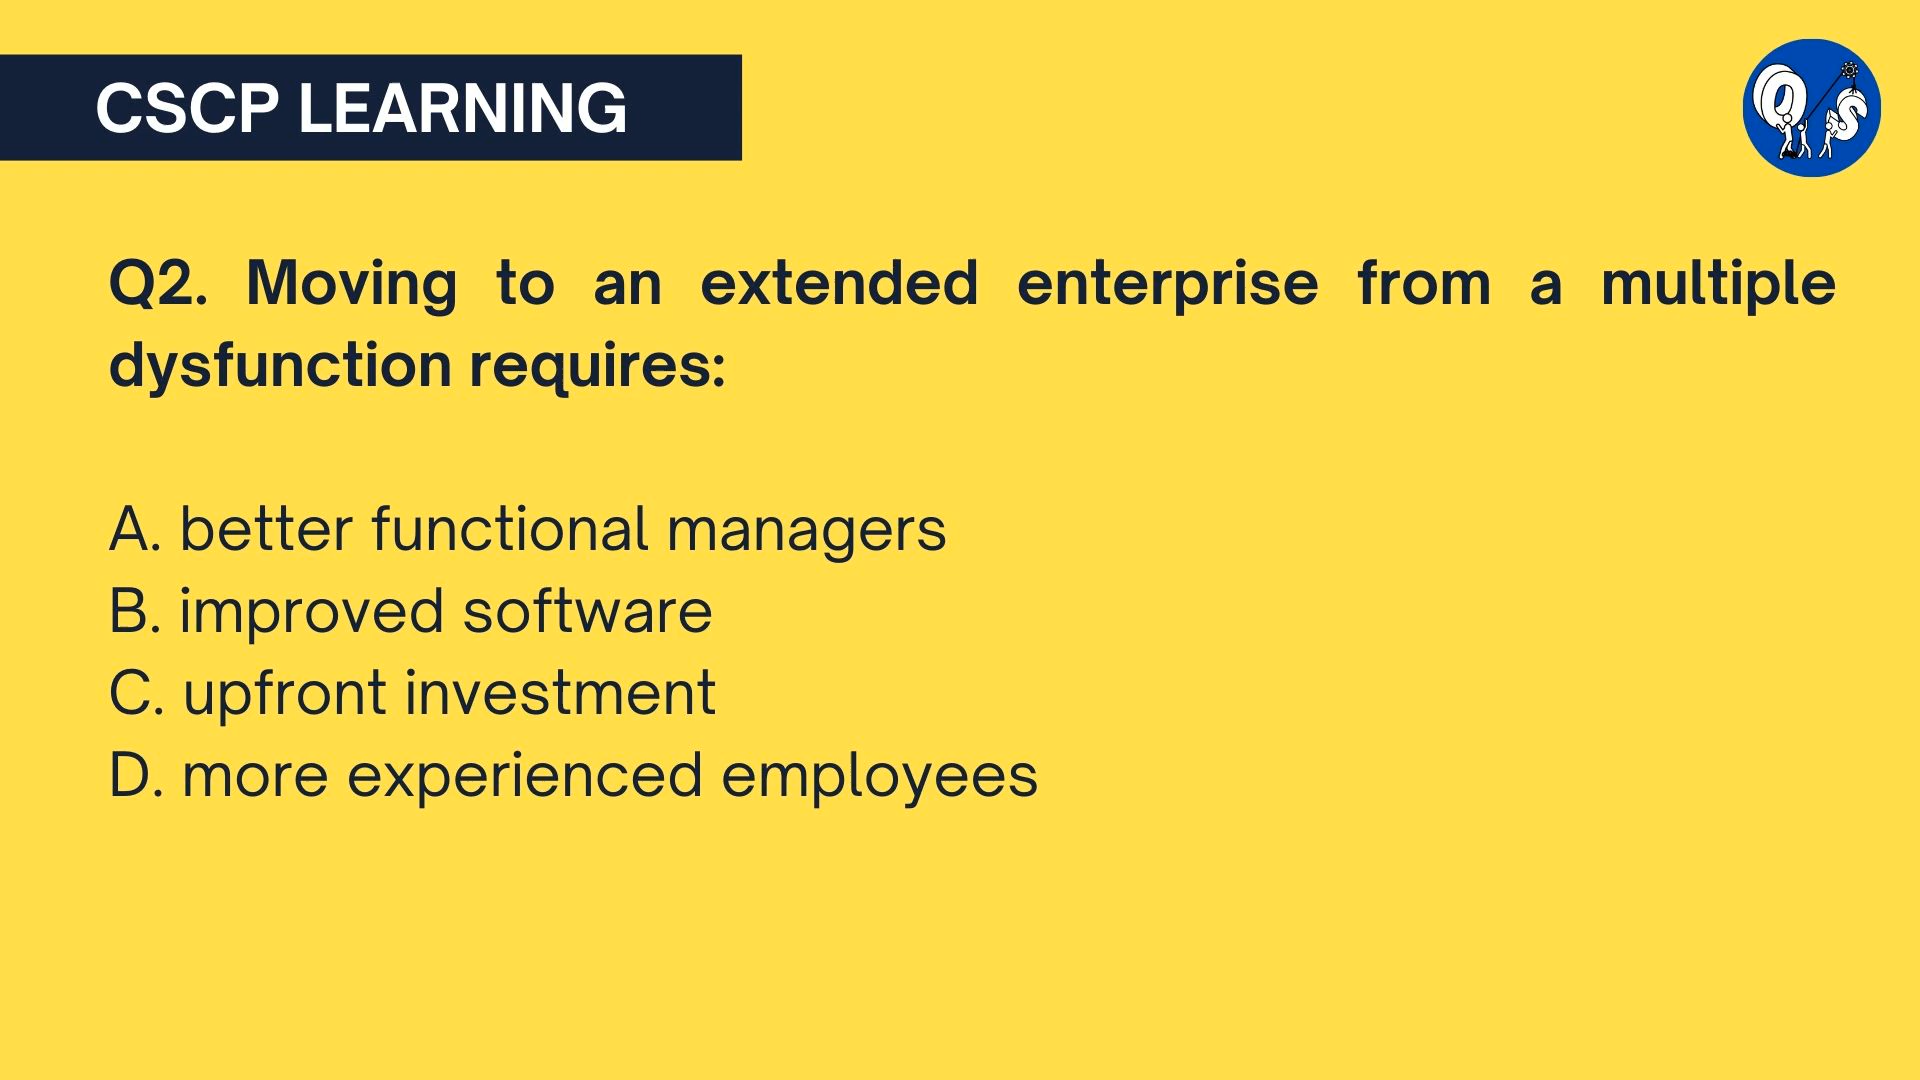 CSCP LEARNING
Q S
Q2. Moving to an extended enterprise from a multiple
dysfunction requires:
A. better functional managers
B. improved software
C. upfront investment
D. more experienced employees